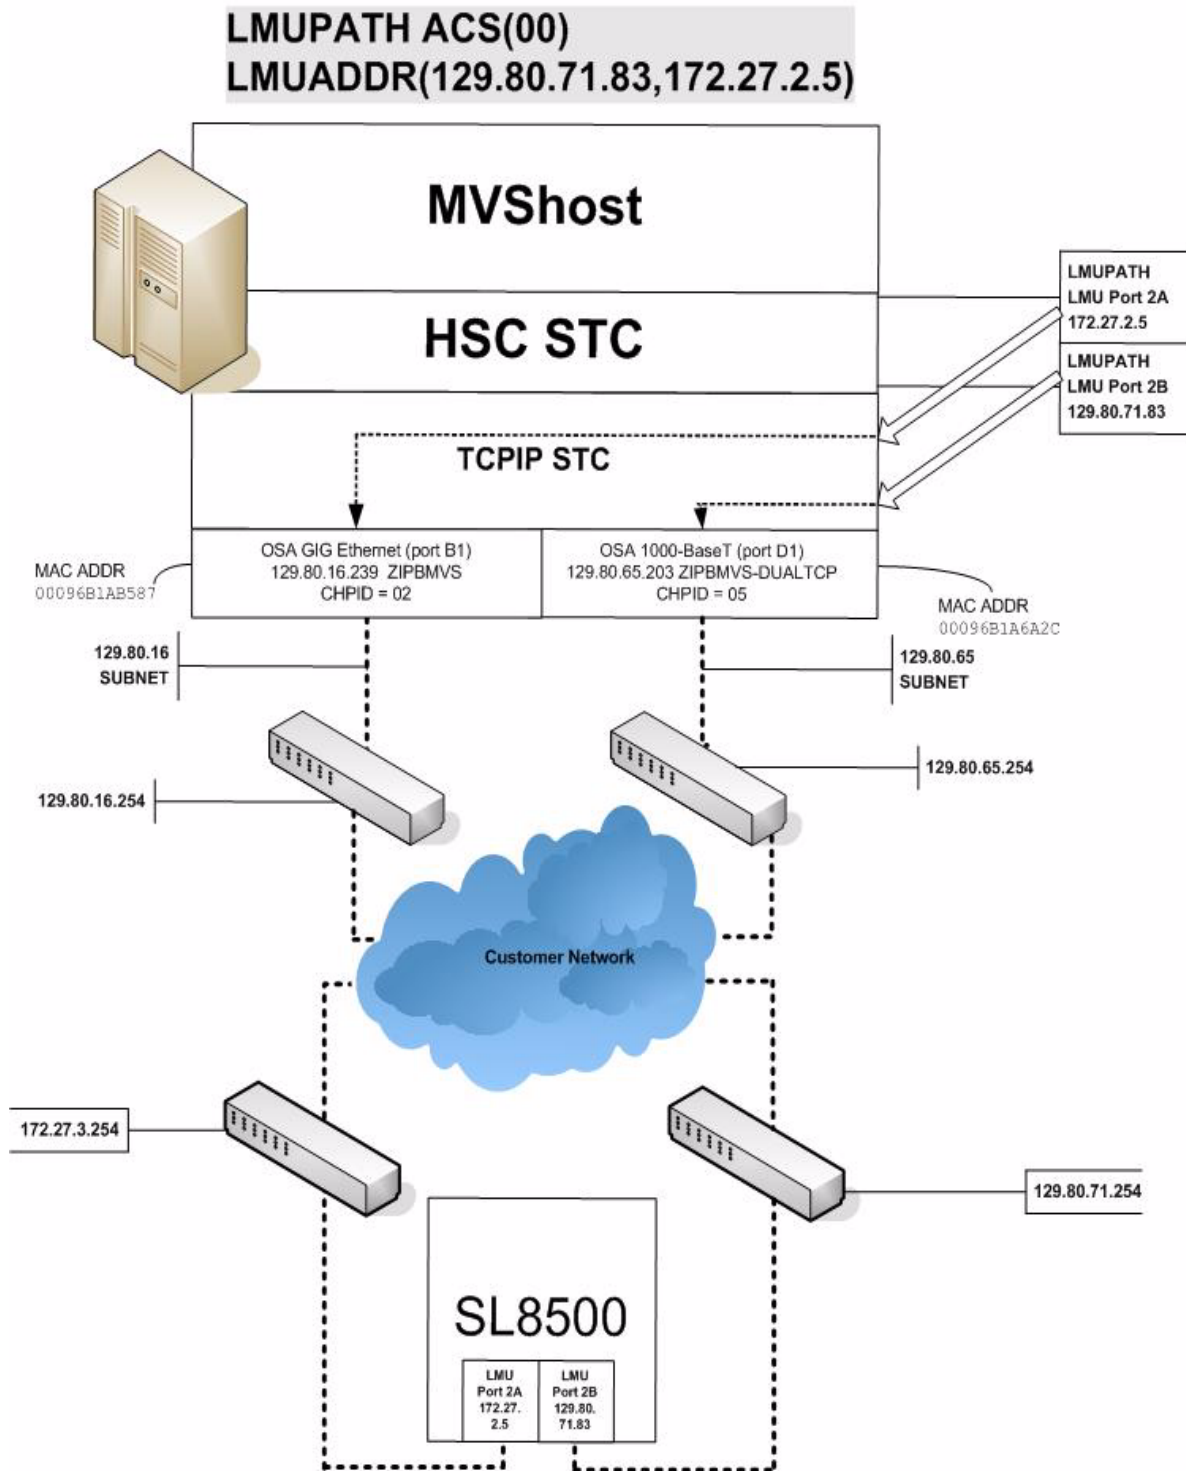 LMUPATH ACS(00)
LMUADDR(129.80.71.83,172.27.2.5)
MVShost
HSC STC
LMUPATH
LMU Port 2A
172.27.2.5
LMUPATH
LMU Port 2B
129.80.71.83
TCPIP STC
OSA GIG Ethernet (port B1)
129.80.16.239 ZIPBMVS
CHPID = 02
OSA 1000-BaseT (port D1)
129.80.65.203 ZIPBMVS-DUALTCP
CHPID = 05
MAC ADDR
00096B1AB587
MAC ADDR
00096B1A6A2C
129.80.16
SUBNET
129.80.65
SUBNET
129.80.16.254
129.80.65.254
Customer Network
172.27.3.254
129.80.71.254
SL8500
LMU
Port 2A
172.27.
2.5
LMU
Port 2B
129.80.
71.83